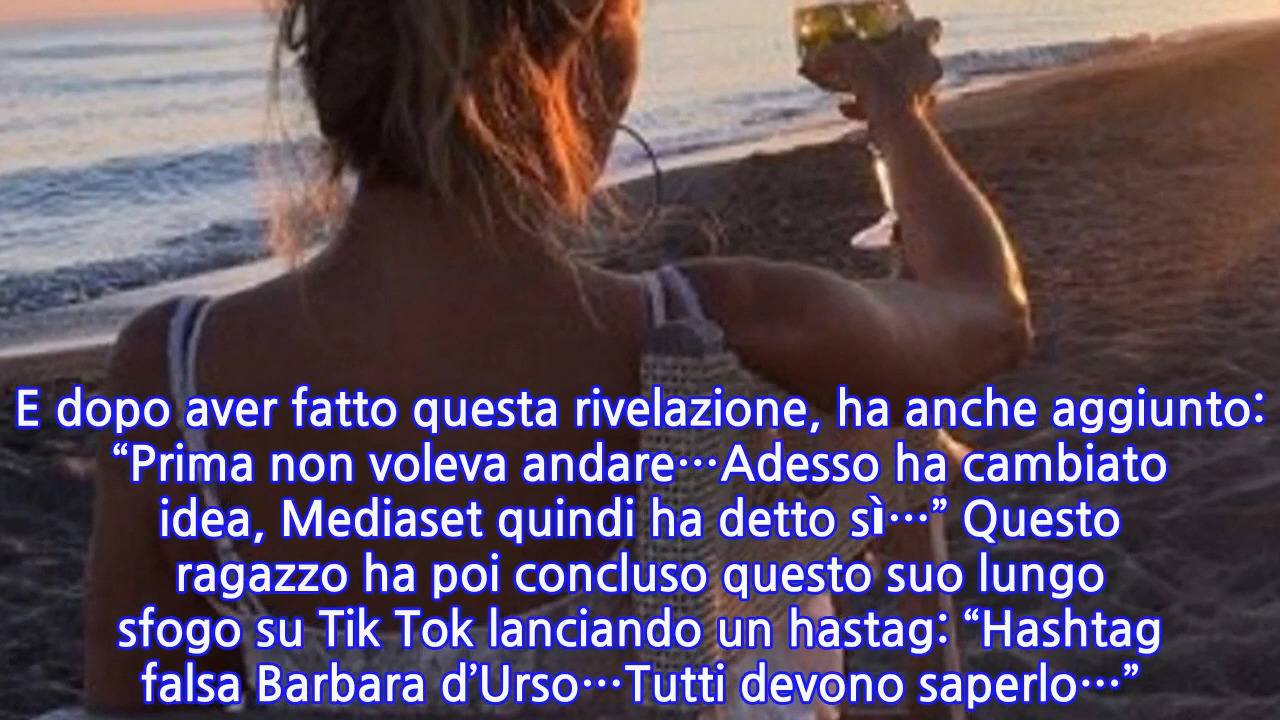 E dopo aver fatto questa rivelazione, ha anche aggiunto:
“Prima non voleva andare…Adesso ha cambiato
idea, Mediaset quindi ha detto sì…” Questo
ragazzo ha poi concluso questo suo lungo
sfogo su Tik Tok lanciando un hastag: “Hashtag
falsa Barbara d’Urso…Tutti devono saperlo…”